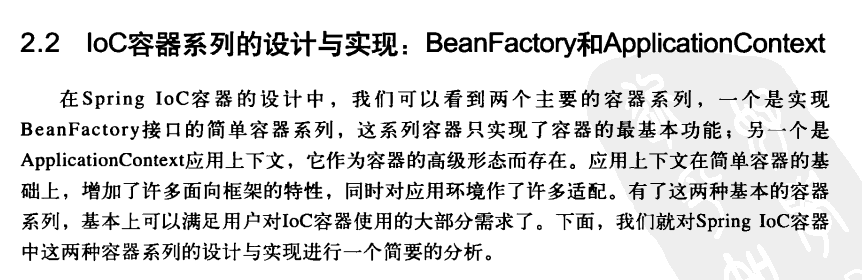 2.2 IoC容器系列的设计与实现：BeanFactory和ApplicationContext
在Spring IoC容器的设计中，我们可以看到两个主要的容器系列，一个是实现
BeanFactory接口的简单容器系列，这系列容器只实现了容器的最基本功能；另一个是
ApplicationContext应用上下文，它作为容器的高级形态而存在。应用上下文在简单容器的基
础上，增加了许多面向框架的特性，同时对应用环境作了许多适配。有了这两种基本的容器
系列，基本上可以满足用户对IoC容器使用的大部分需求了。下面，我们就对Spring IoC容器
中这两种容器系列的设计与实现进行一个简要的分析。